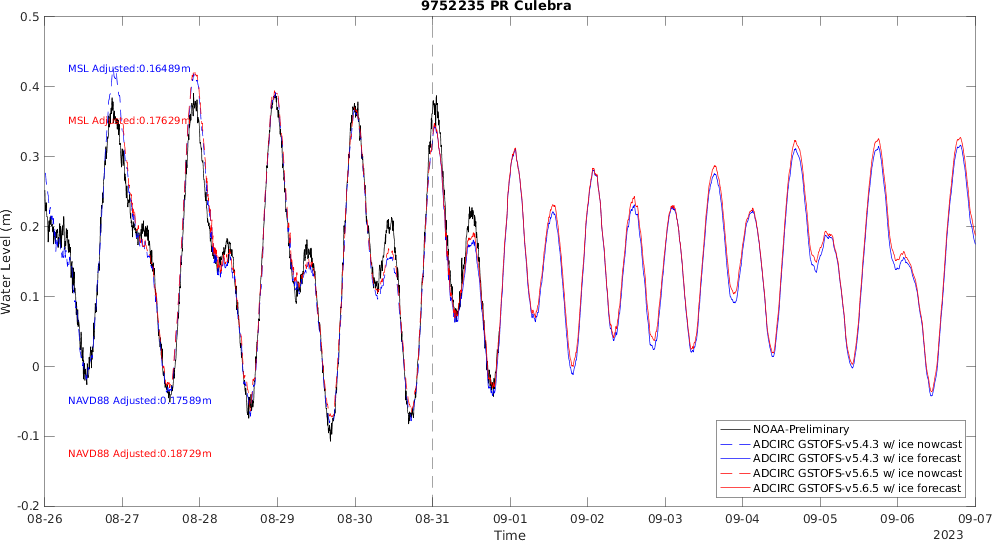 9752235 PR Culebra
0.5
0.4
0.3
0.2
0.1
0
-0.1
-0.2
Water Level (m)
MSL Adjusted:0.16489m
MSL Adjusted:0.17629m
NAVD88 Adjusted:0.17589m
NAVD88 Adjusted:0.18729m
NOAA-Preliminary
ADCIRC GSTOFS-v5.4.3 w/ ice nowcast
ADCIRC GSTOFS-v5.4.3 w/ ice forecast
ADCIRC GSTOFS-v5.6.5 w/ ice nowcast
ADCIRC GSTOFS-v5.6.5 w/ ice forecast
08-26 08-27 08-28 08-29 08-30 08-31 09-01 09-02 09-03 09-04 09-05 09-06 09-07
Time
2023